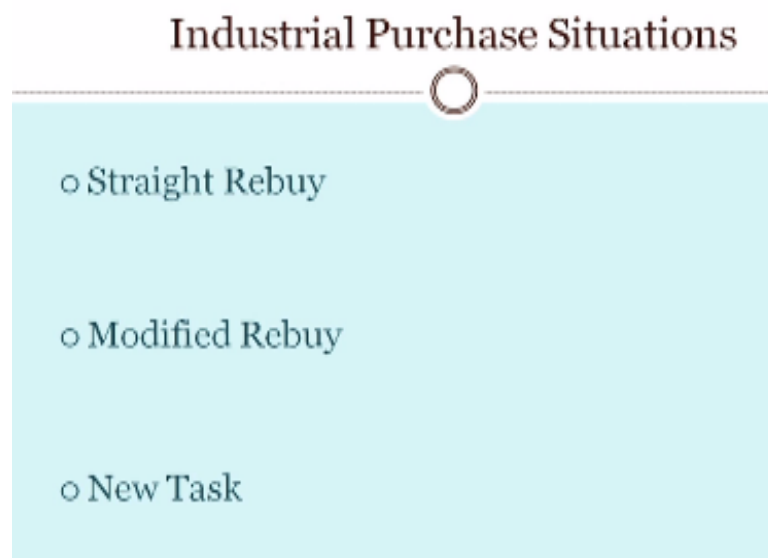 Industrial Purchase Situations
Straight Rebuy
Modified Rebuy
New Task